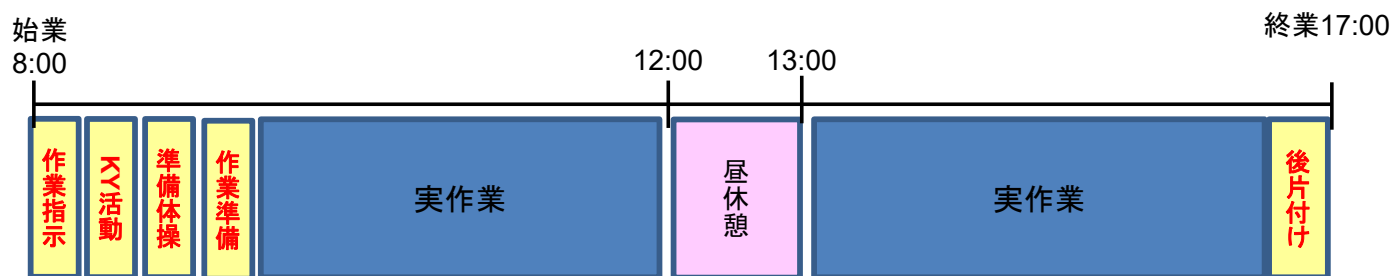 始業
8:00
12:00
13:00
終業17:00
作業指示
KY活動
準備体操
作業準備
実作業
昼休憩
実作業
後片付け